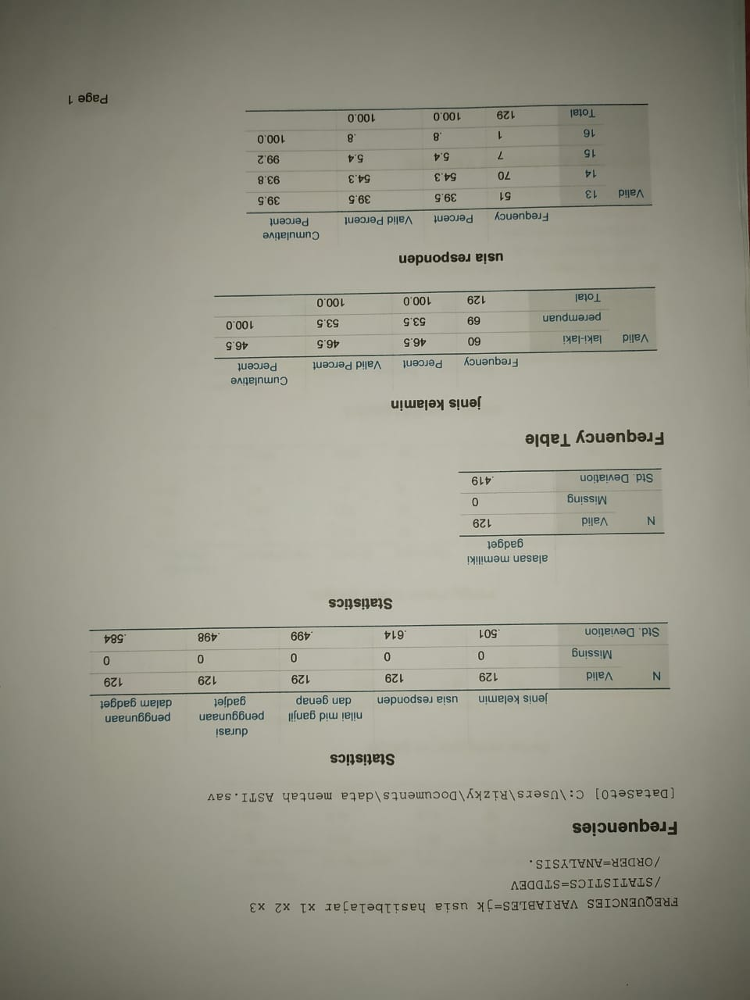 FREQUENCIES VARIABLES=jk usia hasilbelajar x1 x2 x3
/STATISTICS=STDDEV
/ORDER=ANALYSIS.
Frequencies
[DataSet0] C:\Users\Rizky\Documents\data mentah ASTI.sav
Statistics
jenis kelamin usia responden nilai mid ganjil dan genap durasi penggunaan gadjet penggunaan dalam gadget
N Valid 129 129 129 129 129
Missing 0 0 0 0 0
Std. Deviation .501 .614 .499 .498 .584
Statistics
alasan memiliki
gadget
N Valid 129
Missing 0
Std. Deviation .419
Frequency Table
jenis kelamin
Frequency Percent Valid Percent Cumulative Percent
Valid laki-laki 60 46.5 46.5 46.5
perempuan 69 53.5 53.5 100.0
Total 129 100.0 100.0
usia responden
Frequency Percent Valid Percent Cumulative Percent
Valid 13 51 39.5 39.5 39.5
14 70 54.3 54.3 93.8
15 7 5.4 5.4 99.2
16 1 .8 .8 100.0
Total 129 100.0 100.0
Page 1